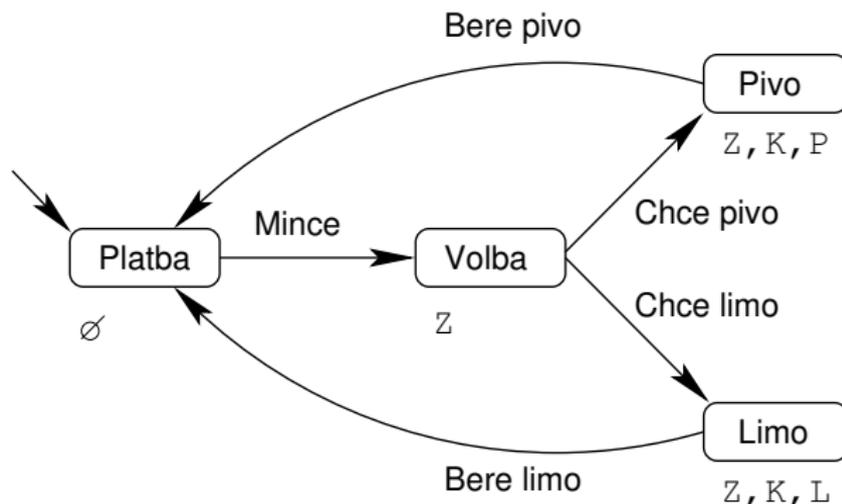 Bere pivo
Pivo
Z,K,P
Mince
Chce pivo
Platba
Volba
∅
Z
Chce limo
Limo
Bere limo
Z,K,L